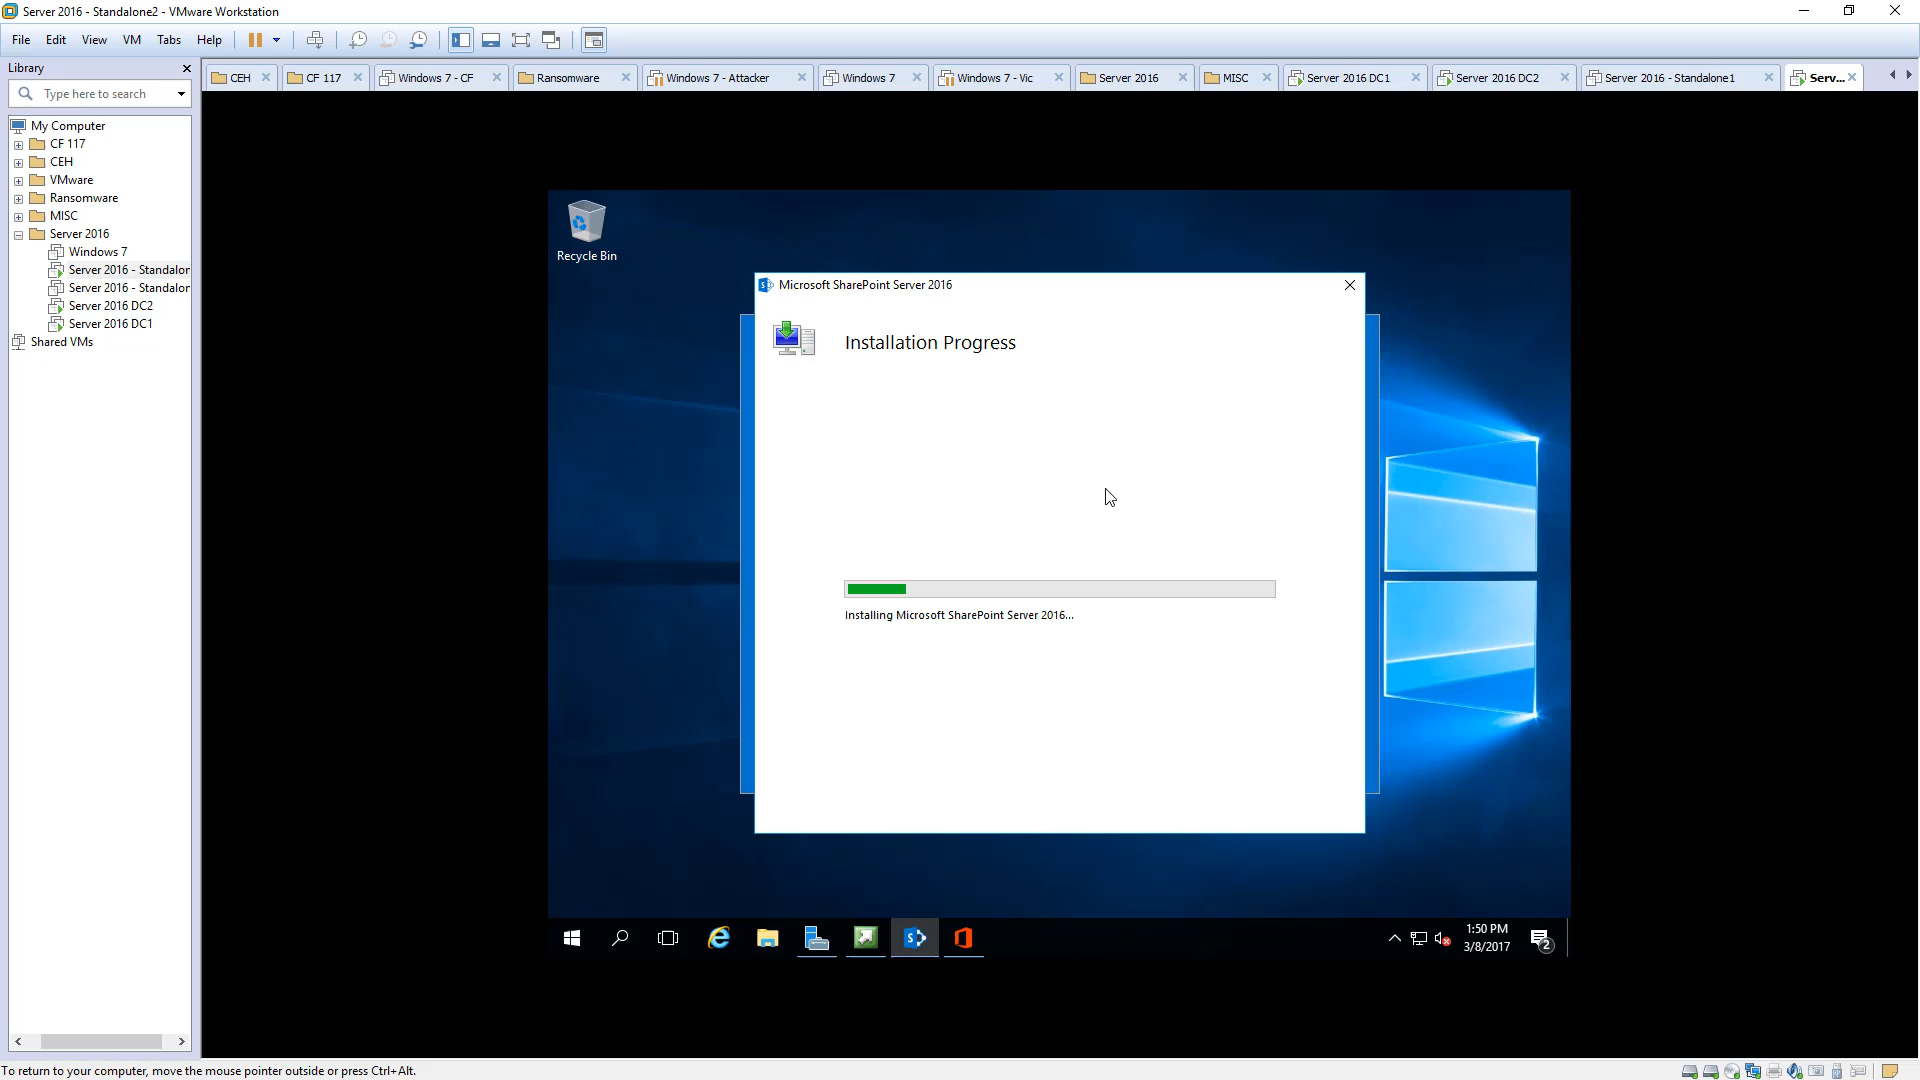 Server 2016 - Standalone2 - VMware Workstation
File Edit View VM Tabs Help
Library
Type here to search
CEH
CF 117
Windows 7 - CF
Ransomware
Windows 7 - Attacker
Windows 7
Windows 7 - Vic
Server 2016
MISC
Server 2016 DC1
Server 2016 DC2
Server 2016 - Standalone1
Serv...
My Computer
CF 117
CEH
VMware
Ransomware
MISC
Server 2016
Windows 7
Server 2016 - Standalor
Server 2016 - Standalor
Server 2016 DC2
Server 2016 DC1
Shared VMs
Recycle Bin
Microsoft SharePoint Server 2016
Installation Progress
Installing Microsoft SharePoint Server 2016...
1:50 PM
3/8/2017
2
To return to your computer, move the mouse pointer outside or press Ctrl+Alt.